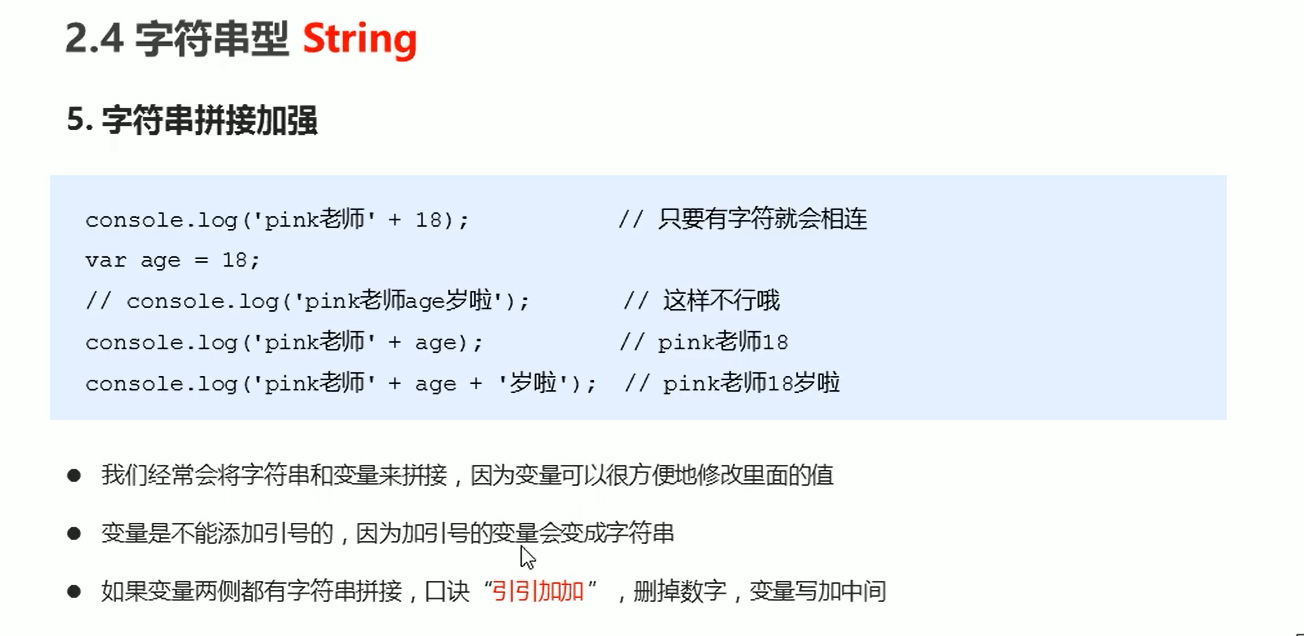 2.4 字符串型 String
5. 字符串拼接加强
console.log('pink老师' + 18); // 只要有字符就会相连
var age = 18;
// console.log('pink老师age岁啦'); // 这样不行哦
console.log('pink老师' + age); // pink老师18
console.log('pink老师' + age + '岁啦'); // pink老师18岁啦
● 我们经常会将字符串和变量来拼接，因为变量可以很方便地修改里面的值
● 变量是不能添加引号的，因为加引号的变量会变成字符串
● 如果变量两侧都有字符串拼接，口诀“引引加加”，删掉数字，变量写加中间